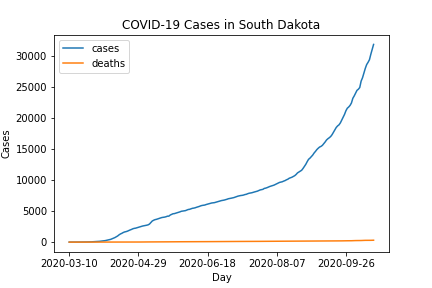 COVID-19 Cases in South Dakota
cases
deaths
30000
25000
20000
15000
10000
5000
0
Cases
2020-03-10 2020-04-29 2020-06-18 2020-08-07 2020-09-26
Day